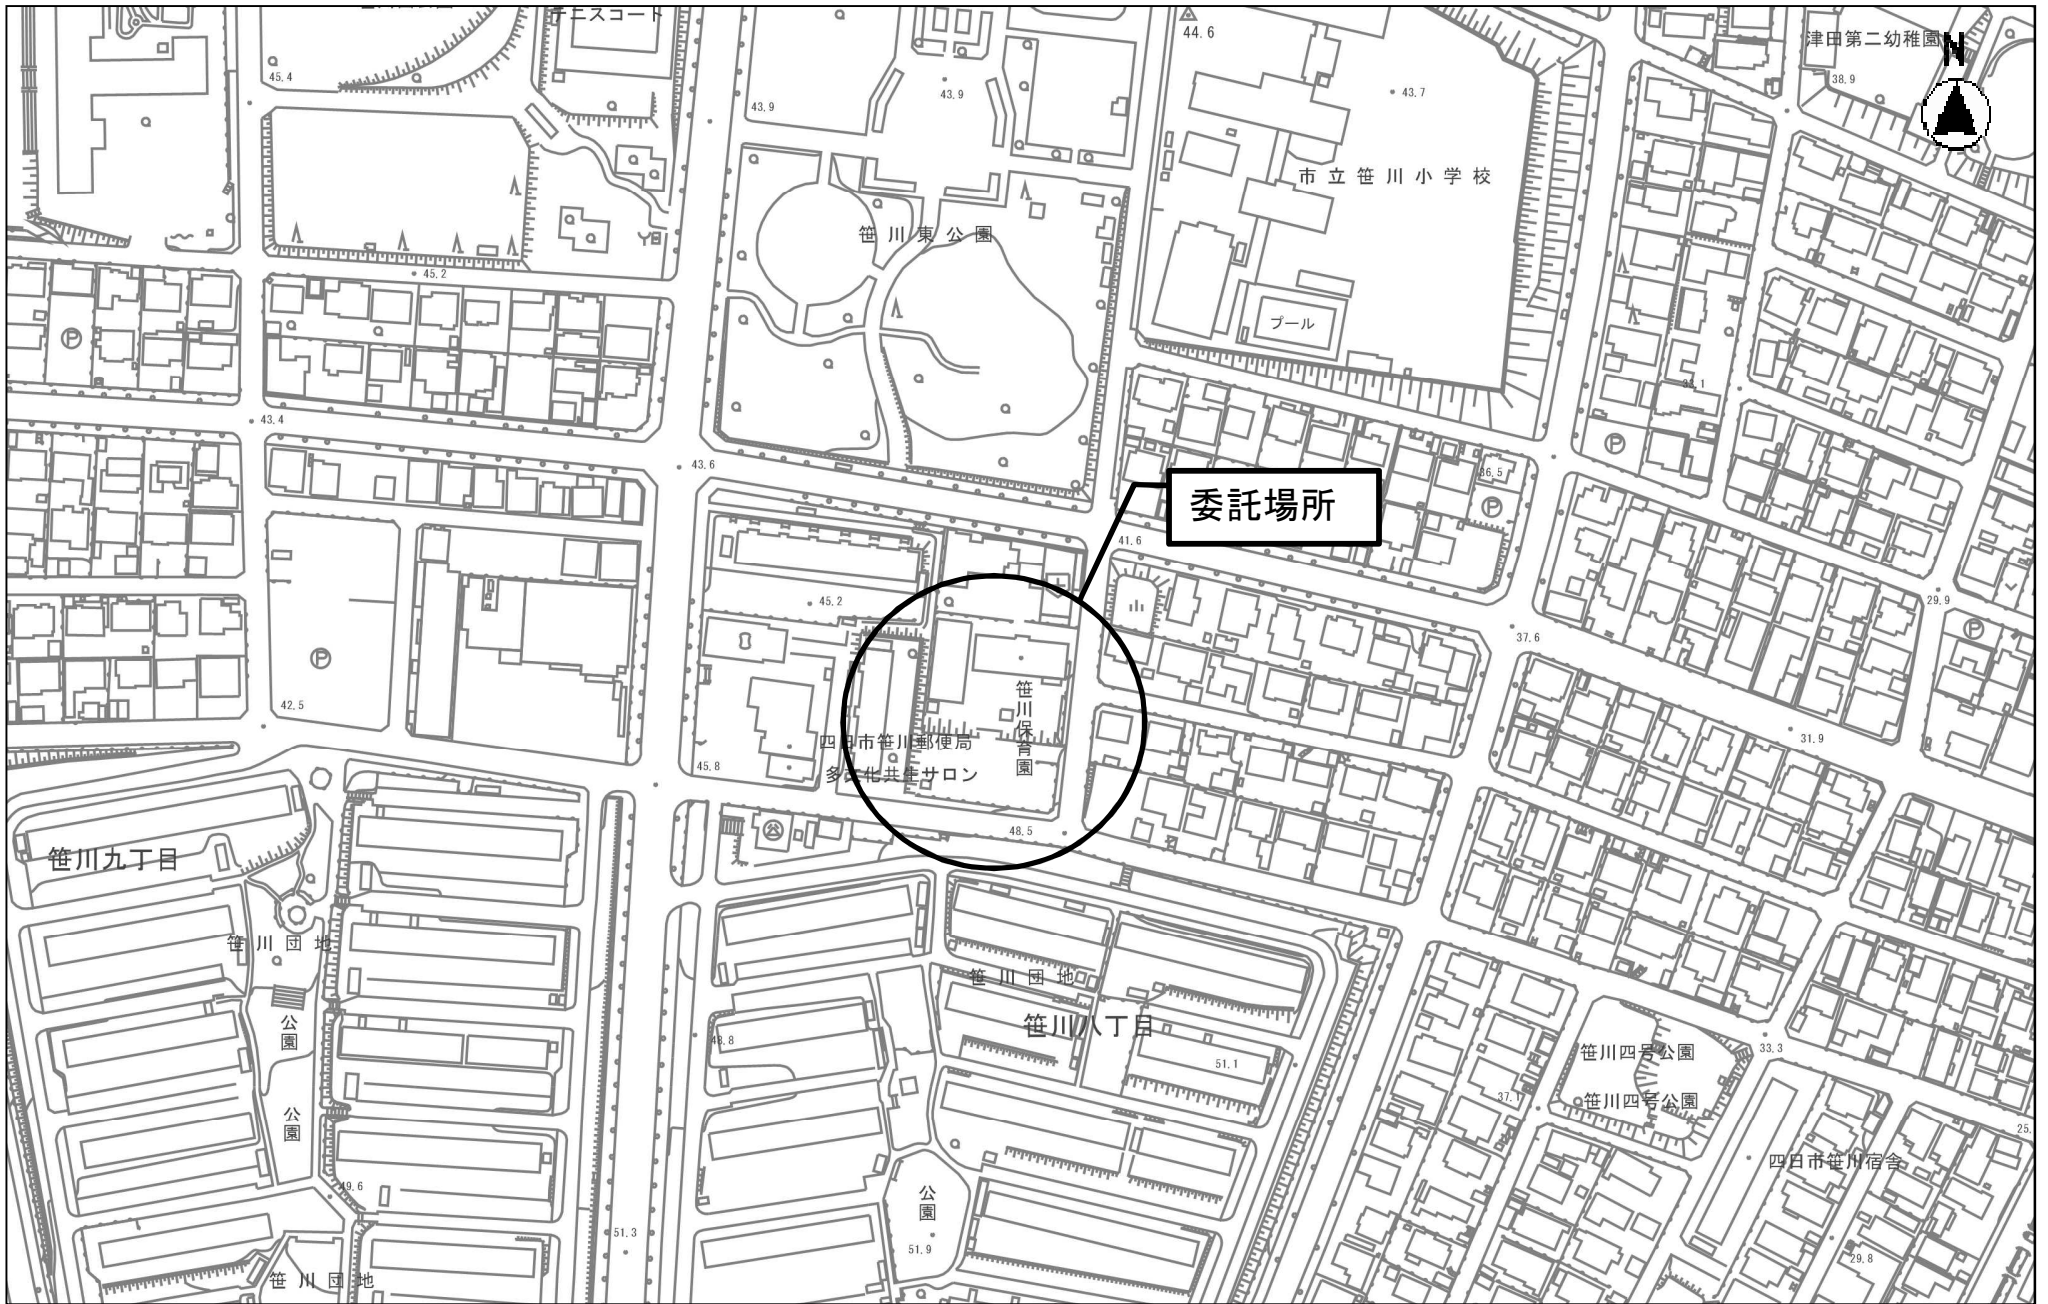 テニスコート
44.6
津田第二幼稚園
N
45.4
43.9
43.9
43.7
38.9
市立笹川小学校
笹川東公園
45.2
プール
33.1
43.4
P
P
43.6
36.5
P
委託場所
41.6
45.2
29.9
P
37.6
P
笹川保育園
42.5
31.9
四日市笹川郵便局
45.8
多文化共生サロン
48.5
笹川九丁目
笹川団地
笹川団地
公園
笹川八丁目
48.8
51.1
笹川四号公園
33.3
37.1
笹川四号公園
公園
25.
四日市笹川宿舎
49.6
公園
51.3
51.9
29.8
笹川団地